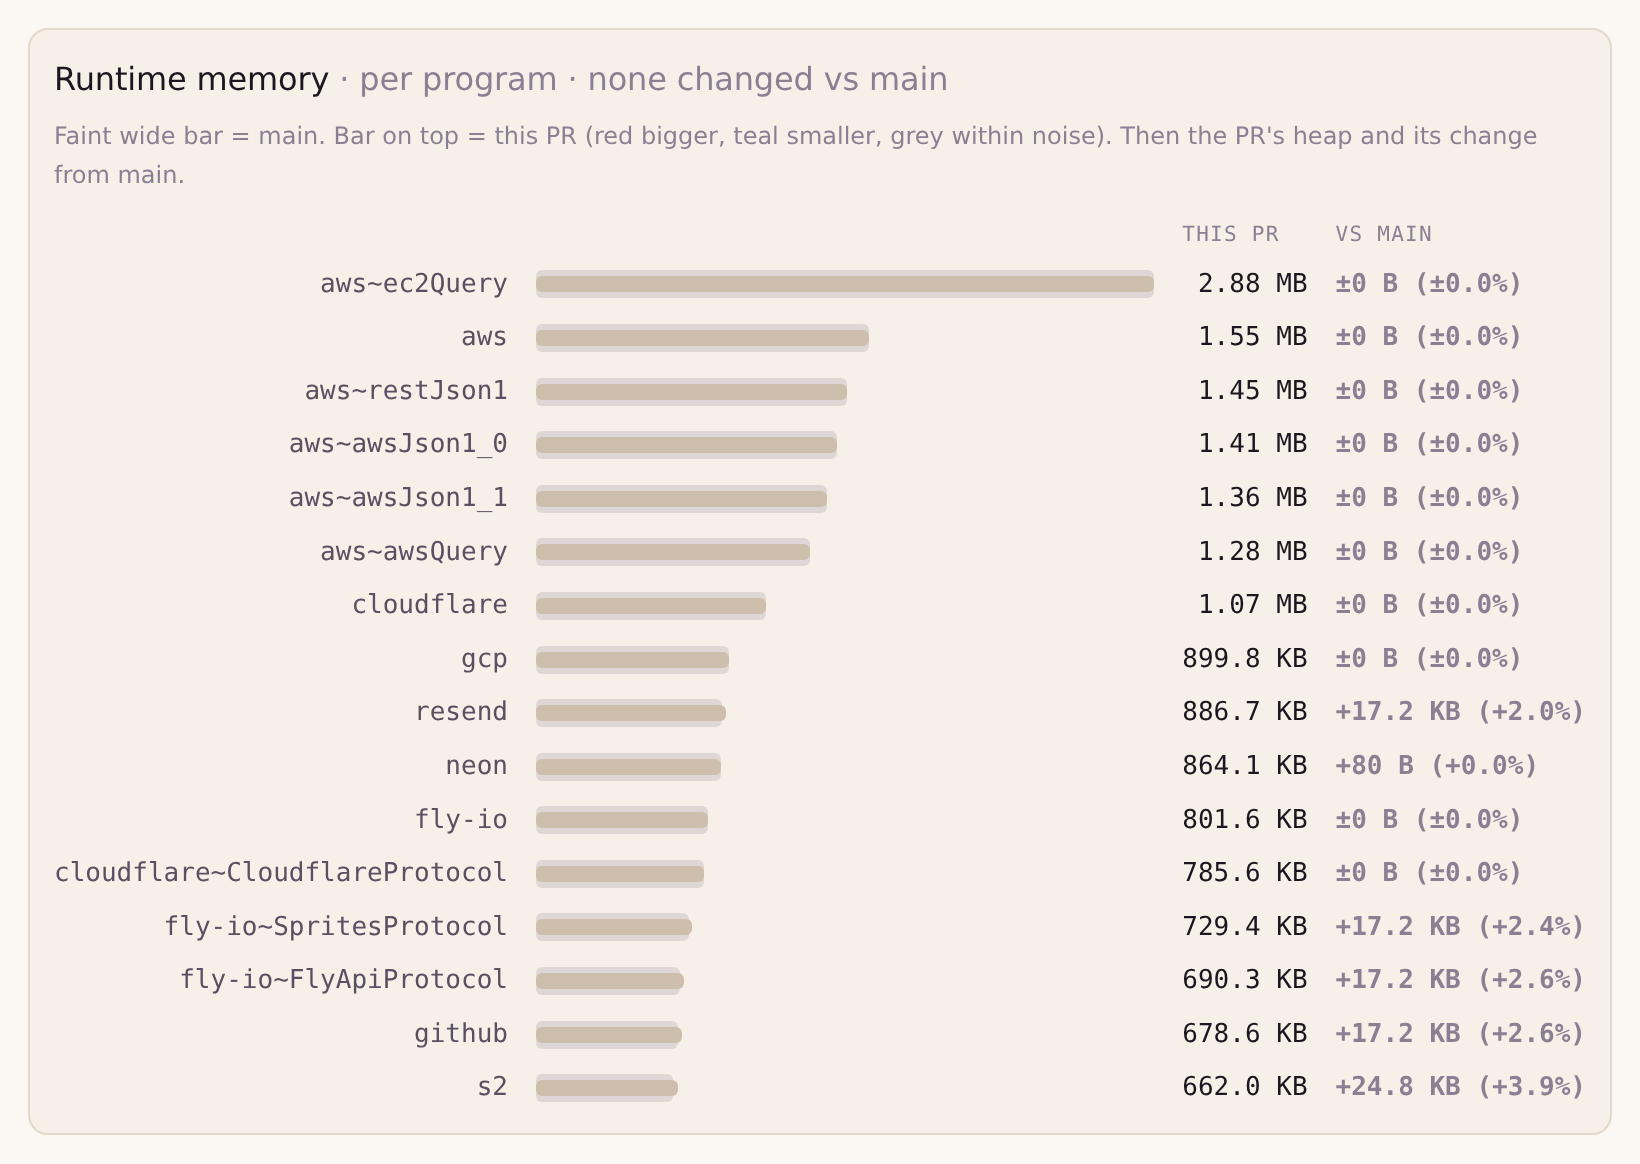 Runtime memory · per program · none changed vs main
Faint wide bar = main. Bar on top = this PR (red bigger, teal smaller, grey within noise). Then the PR's heap and its change
from main.
THIS PR VS MAIN
aws~ec2Query 2.88 MB ±0 B (±0.0%)
aws 1.55 MB ±0 B (±0.0%)
aws~restJson1 1.45 MB ±0 B (±0.0%)
aws~awsJson1_0 1.41 MB ±0 B (±0.0%)
aws~awsJson1_1 1.36 MB ±0 B (±0.0%)
aws~awsQuery 1.28 MB ±0 B (±0.0%)
cloudflare 1.07 MB ±0 B (±0.0%)
gcp 899.8 KB ±0 B (±0.0%)
resend 886.7 KB +17.2 KB (+2.0%)
neon 864.1 KB +80 B (+0.0%)
fly-io 801.6 KB ±0 B (±0.0%)
cloudflare~CloudflareProtocol 785.6 KB ±0 B (±0.0%)
fly-io~SpritesProtocol 729.4 KB +17.2 KB (+2.4%)
fly-io~FlyApiProtocol 690.3 KB +17.2 KB (+2.6%)
github 678.6 KB +17.2 KB (+2.6%)
s2 662.0 KB +24.8 KB (+3.9%)